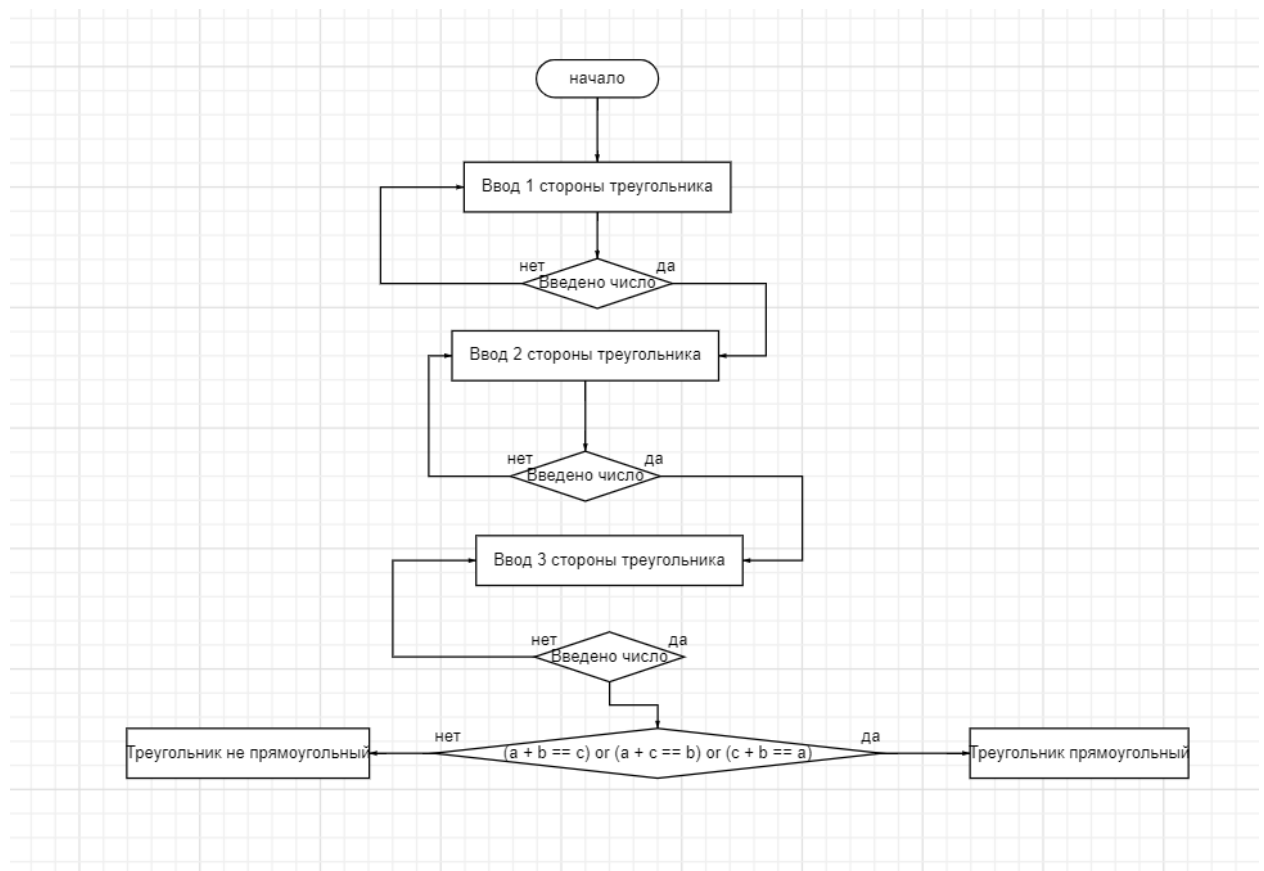 начало
Ввод 1 стороны треугольника
нет
да
Введено число
Ввод 2 стороны треугольника
нет
да
Введено число
Ввод 3 стороны треугольника
нет
да
Введено число
нет
да
Треугольник не прямоугольный
(a + b == c) or (a + c == b) or (c + b == a)
Треугольник прямоугольный